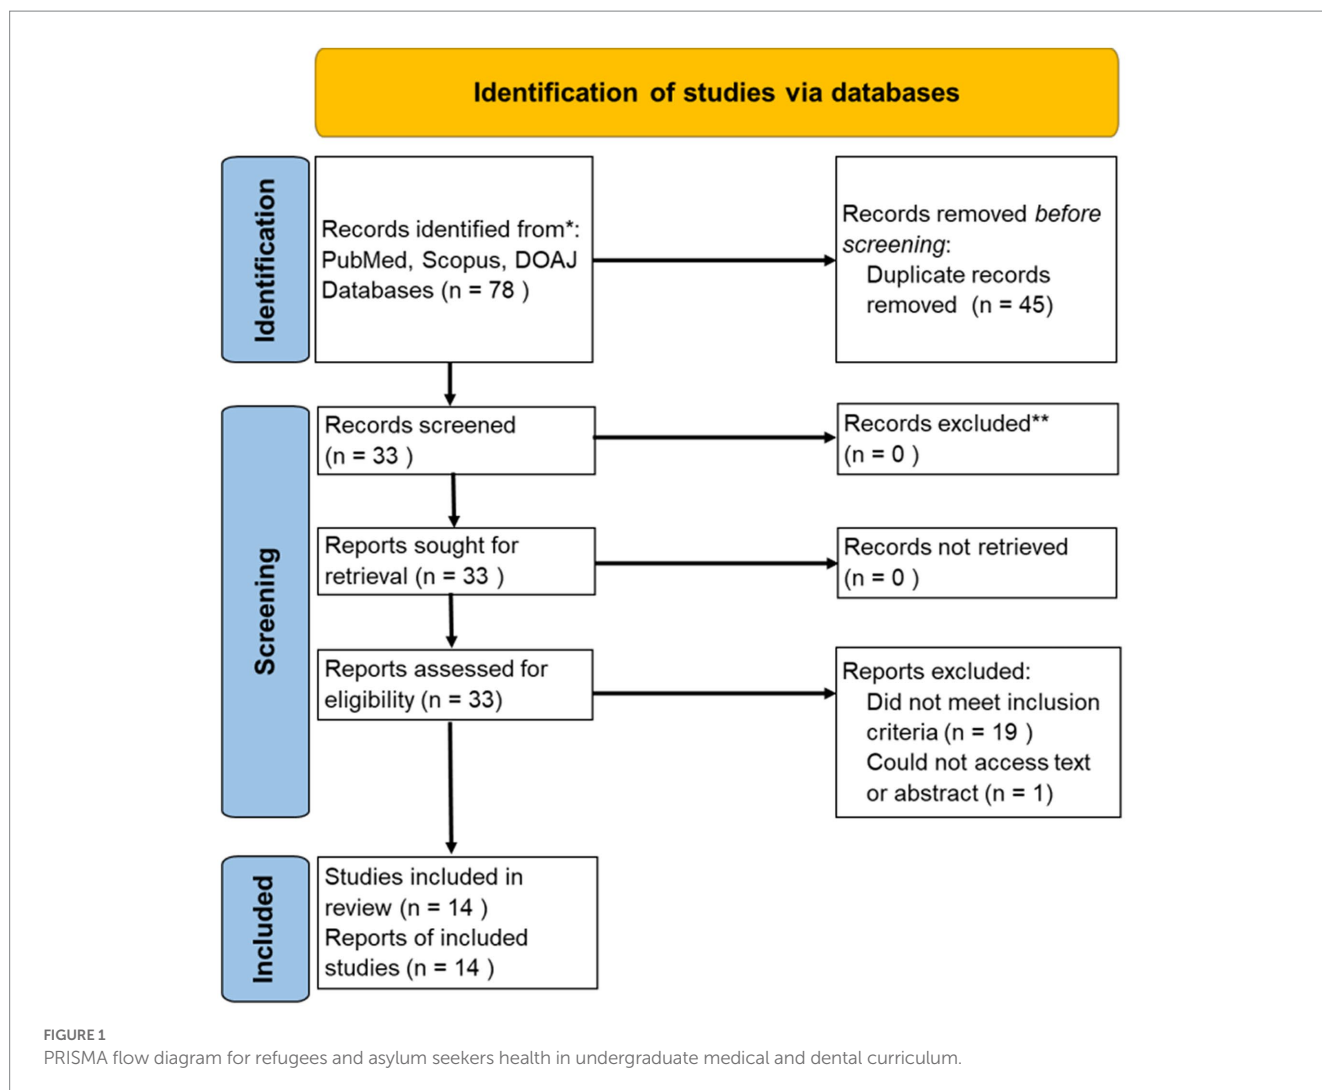 Identification of studies via databases
Identification
Records identified from*:
PubMed, Scopus, DOAJ
Databases (n = 78 )
Records removed before
screening:
Duplicate records
removed (n = 45)
Screening
Records screened
(n = 33 )
Records excluded**
(n = 0 )
Reports sought for
retrieval (n = 33 )
Records not retrieved
(n = 0 )
Reports assessed for
eligibility (n = 33)
Reports excluded:
Did not meet inclusion
criteria (n = 19 )
Could not access text
or abstract (n = 1)
Included
Studies included in
review (n = 14 )
Reports of included
studies (n = 14 )
FIGURE 1
PRISMA flow diagram for refugees and asylum seekers health in undergraduate medical and dental curriculum.